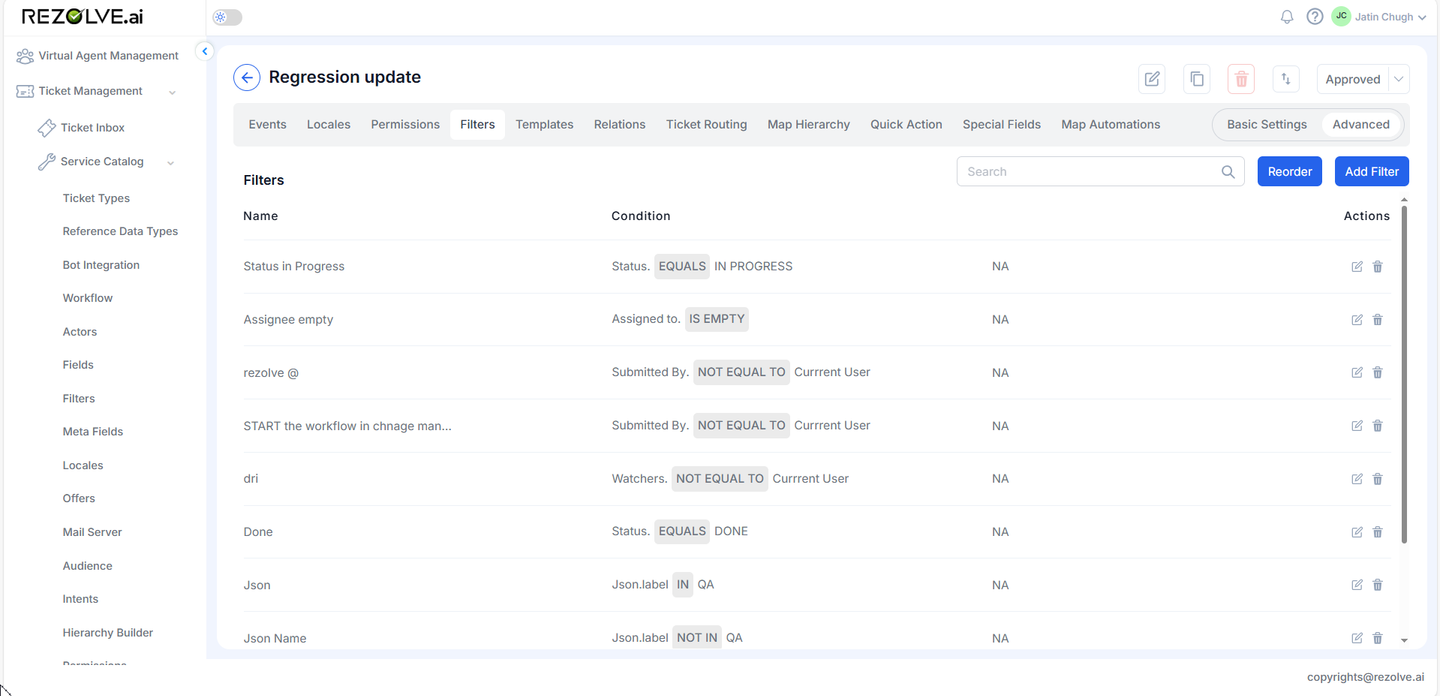 REZOLVE.ai
JC Jatin Chugh
Virtual Agent Management
Ticket Management
Ticket Inbox
Service Catalog
Ticket Types
Reference Data Types
Bot Integration
Workflow
Actors
Fields
Filters
Meta Fields
Locales
Offers
Mail Server
Audience
Intents
Hierarchy Builder
Permissions
Regression update
Approved
Events Locales Permissions Filters Templates Relations Ticket Routing Map Hierarchy Quick Action Special Fields Map Automations Basic Settings Advanced
Filters Search Reorder Add Filter
Name Condition Actions
Status in Progress Status. EQUALS IN PROGRESS NA
Assignee empty Assigned to. IS EMPTY NA
rezolve @ Submitted By. NOT EQUAL TO Currrent User NA
START the workflow in chnage man... Submitted By. NOT EQUAL TO Currrent User NA
dri Watchers. NOT EQUAL TO Currrent User NA
Done Status. EQUALS DONE NA
Json Json.label IN QA NA
Json Name Json.label NOT IN QA NA
copyrights@rezolve.ai